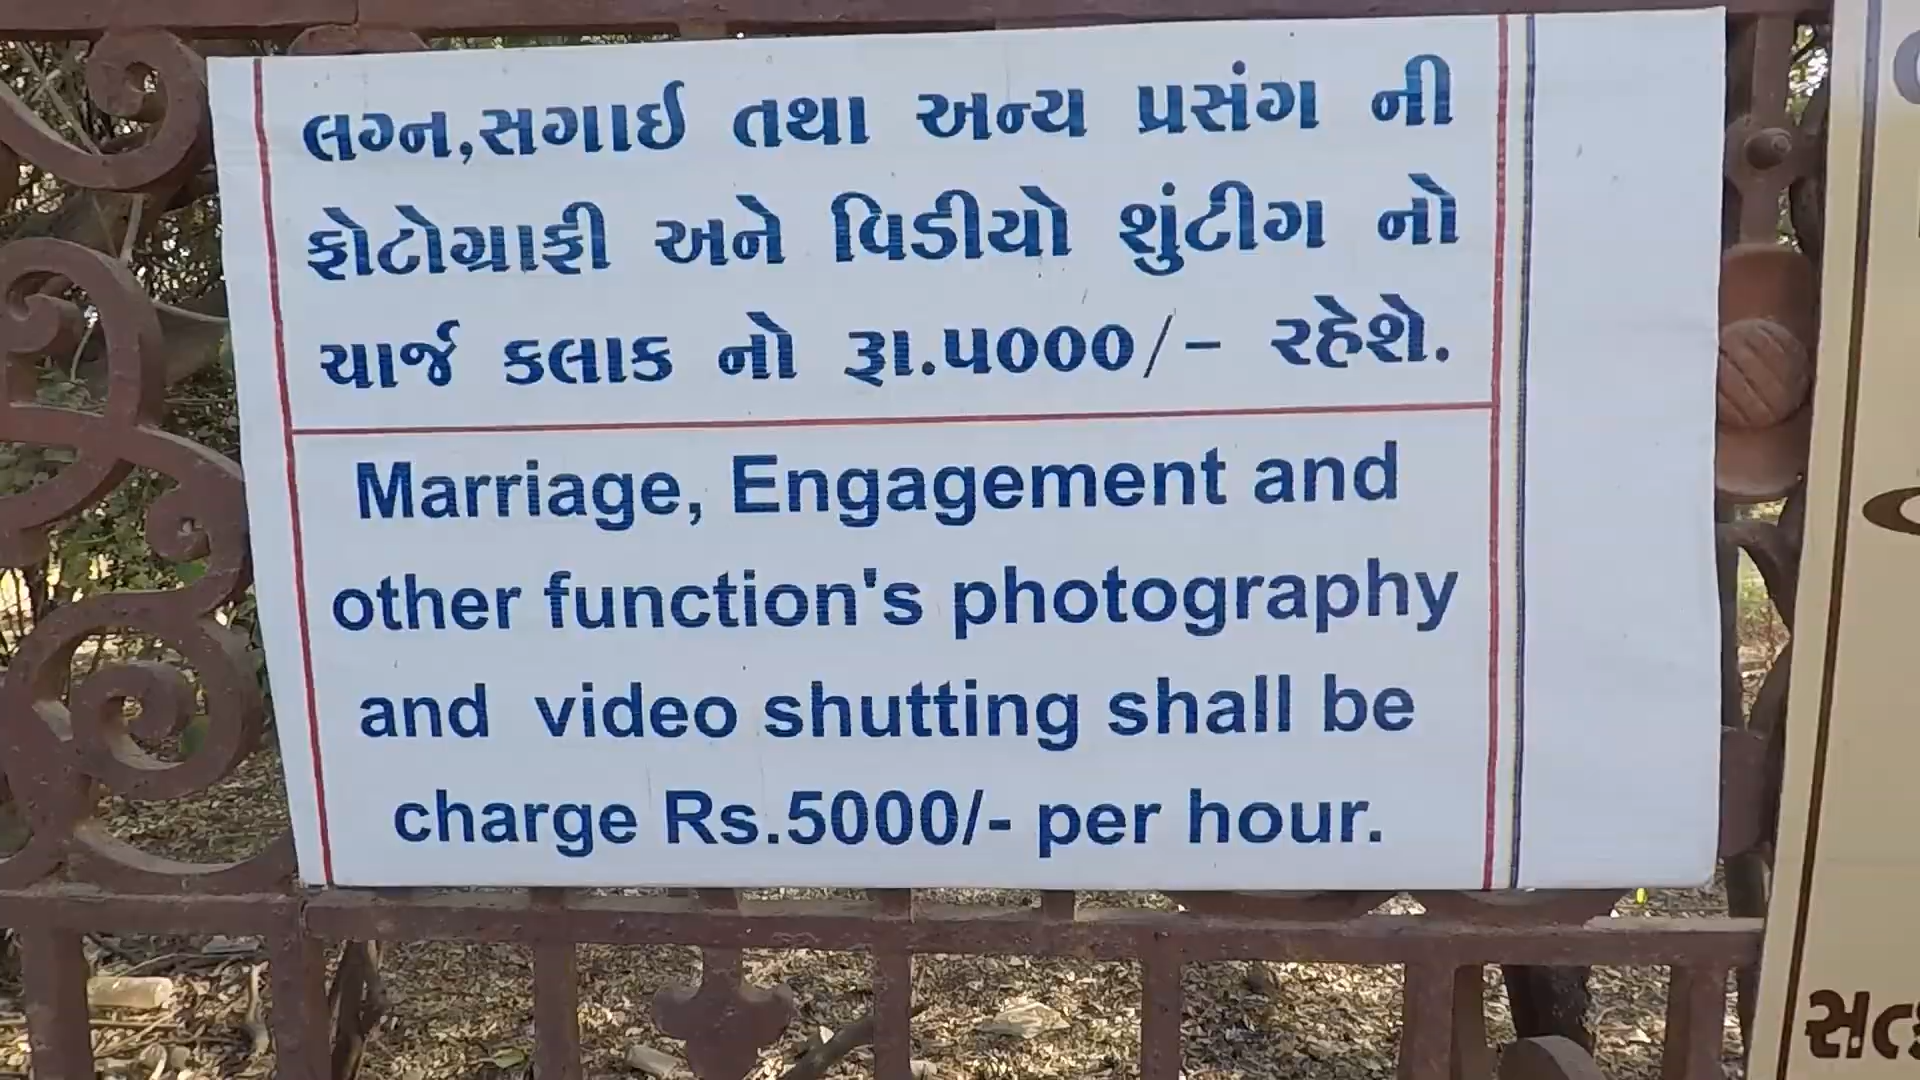 લગ્ન,સગાઈ તથા અન્ય પ્રસંગ ની
ફોટોગ્રાફી અને વિડીયો શુંટીગ નો
ચાર્જ કલાક નો રૂા.૫૦૦૦/- રહેશે.
Marriage, Engagement and
other function's photography
and video shutting shall be
charge Rs.5000/- per hour.